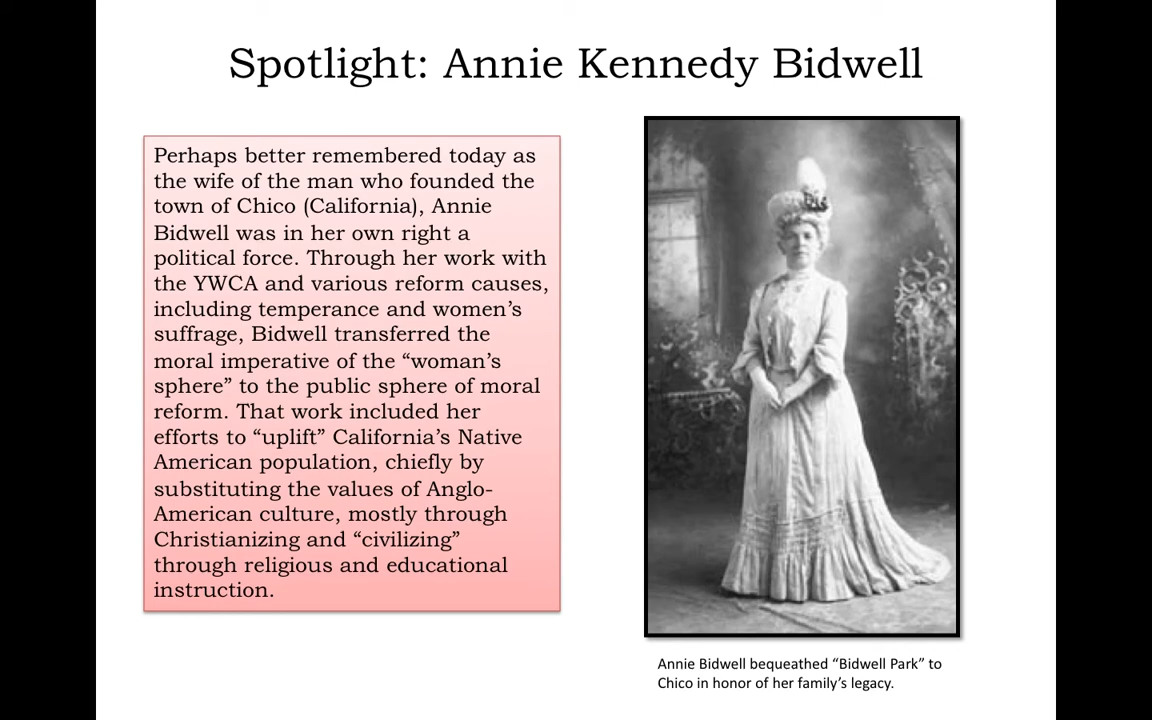 Spotlight: Annie Kennedy Bidwell
Perhaps better remembered today as
the wife of the man who founded the
town of Chico (California), Annie
Bidwell was in her own right a
political force. Through her work with
the YWCA and various reform causes,
including temperance and women’s
suffrage, Bidwell transferred the
moral imperative of the “woman’s
sphere” to the public sphere of moral
reform. That work included her
efforts to “uplift” California’s Native
American population, chiefly by
substituting the values of Anglo-
American culture, mostly through
Christianizing and “civilizing”
through religious and educational
instruction.
Annie Bidwell bequeathed “Bidwell Park” to
Chico in honor of her family’s legacy.